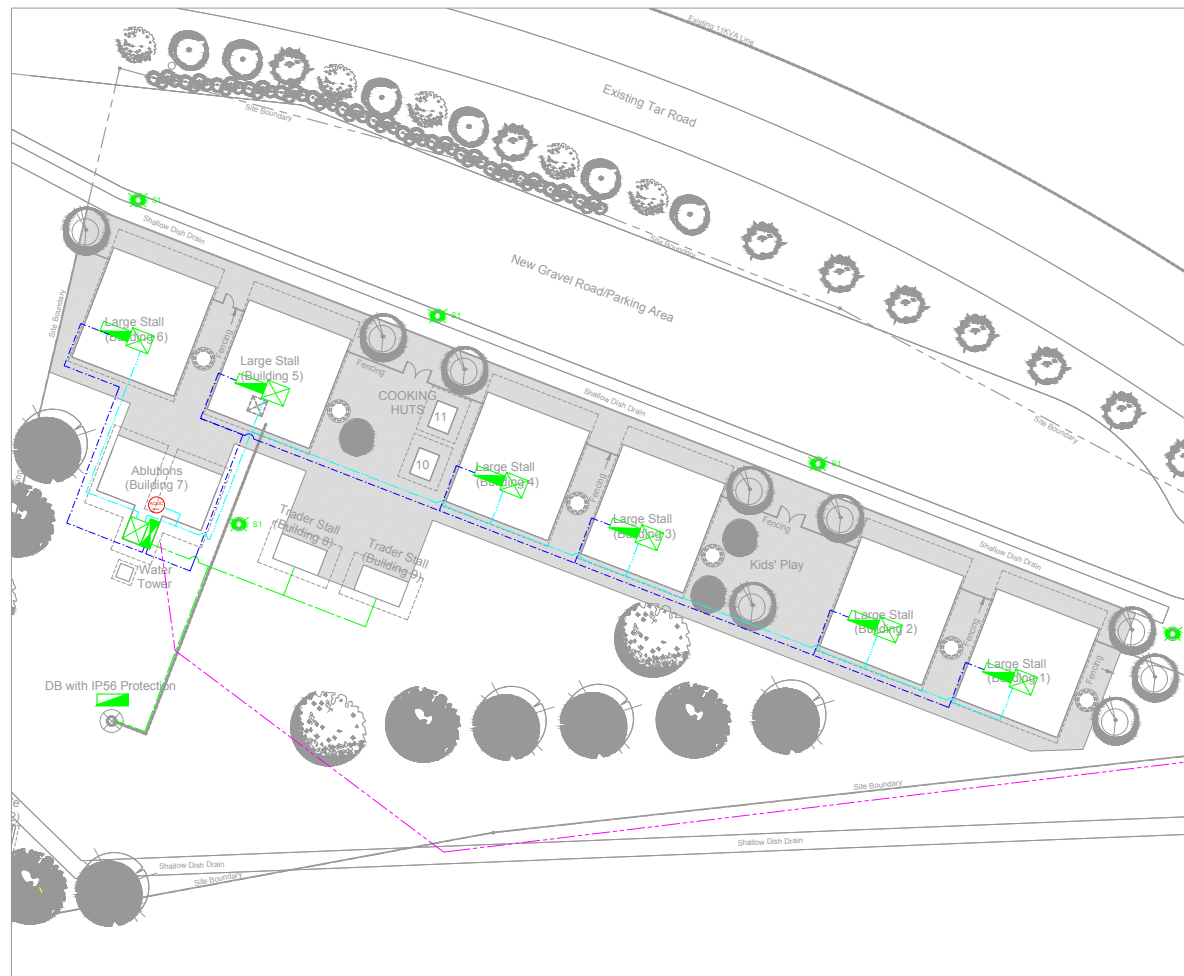 Existing 11KVA Line
Existing Tar Road
Site Boundary
Site Boundary
New Gravel Road/Parking Area
S1
Shallow Dish Drain
Site Boundary
S1
Large Stall
(Building 6)
Fencing
Large Stall
(Building 5)
Fencing
COOKING
HUTS
11
10
Shallow Dish Drain
Site Boundary
Ablutions
(Building 7)
Large Stall
(Building 4)
Fencing
S1
Large Stall
(Building 3)
Fencing
S1
Trader Stall
(Building 8)
Trader Stall
(Building 9)
Water
Tower
Kids' Play
Shallow Dish Drain
Large Stall
(Building 2)
Fencing
Large Stall
(Building 1)
Fencing
DB with IP56 Protection
Site Boundary
Shallow Dish Drain
Shallow Dish Drain
Site Boundary